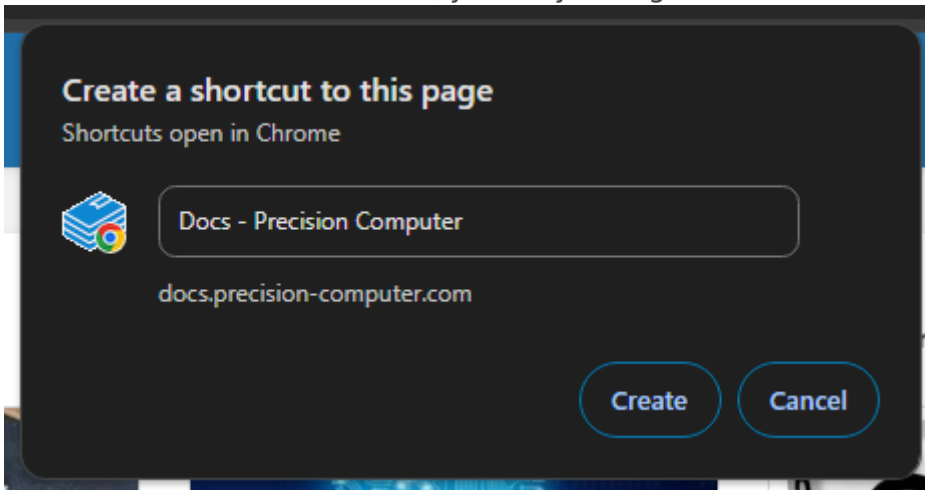 Create a shortcut to this page
Shortcuts open in Chrome
Docs - Precision Computer
docs.precision-computer.com
Create
Cancel